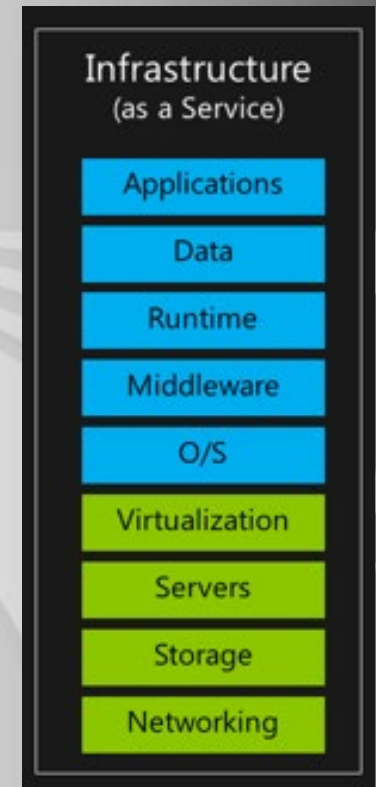 Infrastructure
(as a Service)
Applications
Data
Runtime
Middleware
O/S
Virtualization
Servers
Storage
Networking